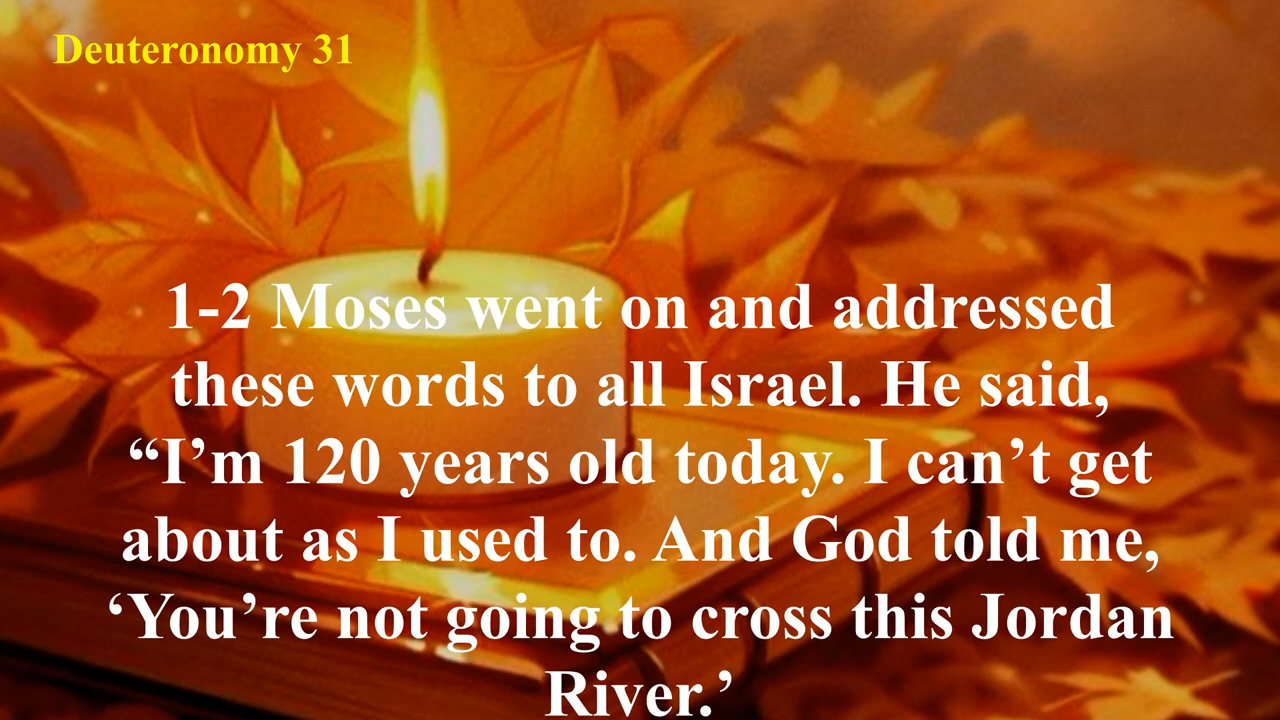 Deuteronomy 31
1-2 Moses went on and addressed
these words to all Israel. He said,
“I’m 120 years old today. I can’t get
about as I used to. And God told me,
‘You’re not going to cross this Jordan
River.’